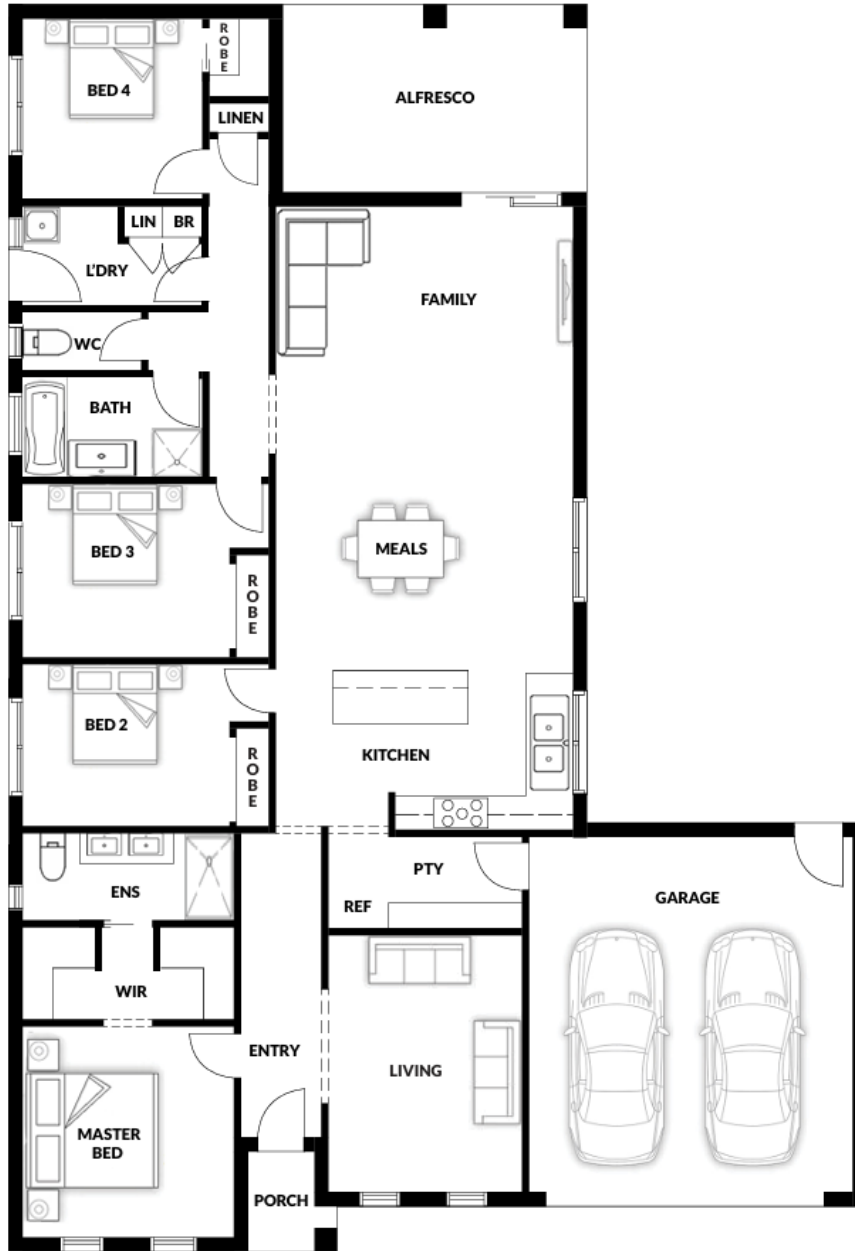 BED 4
ROBE
LINEN
ALFRESCO
LIN
BR
L'DRY
FAMILY
WC
BATH
MEALS
BED 3
ROBE
BED 2
ROBE
KITCHEN
ENS
PTY
REF
GARAGE
WIR
ENTRY
LIVING
MASTER
BED
PORCH